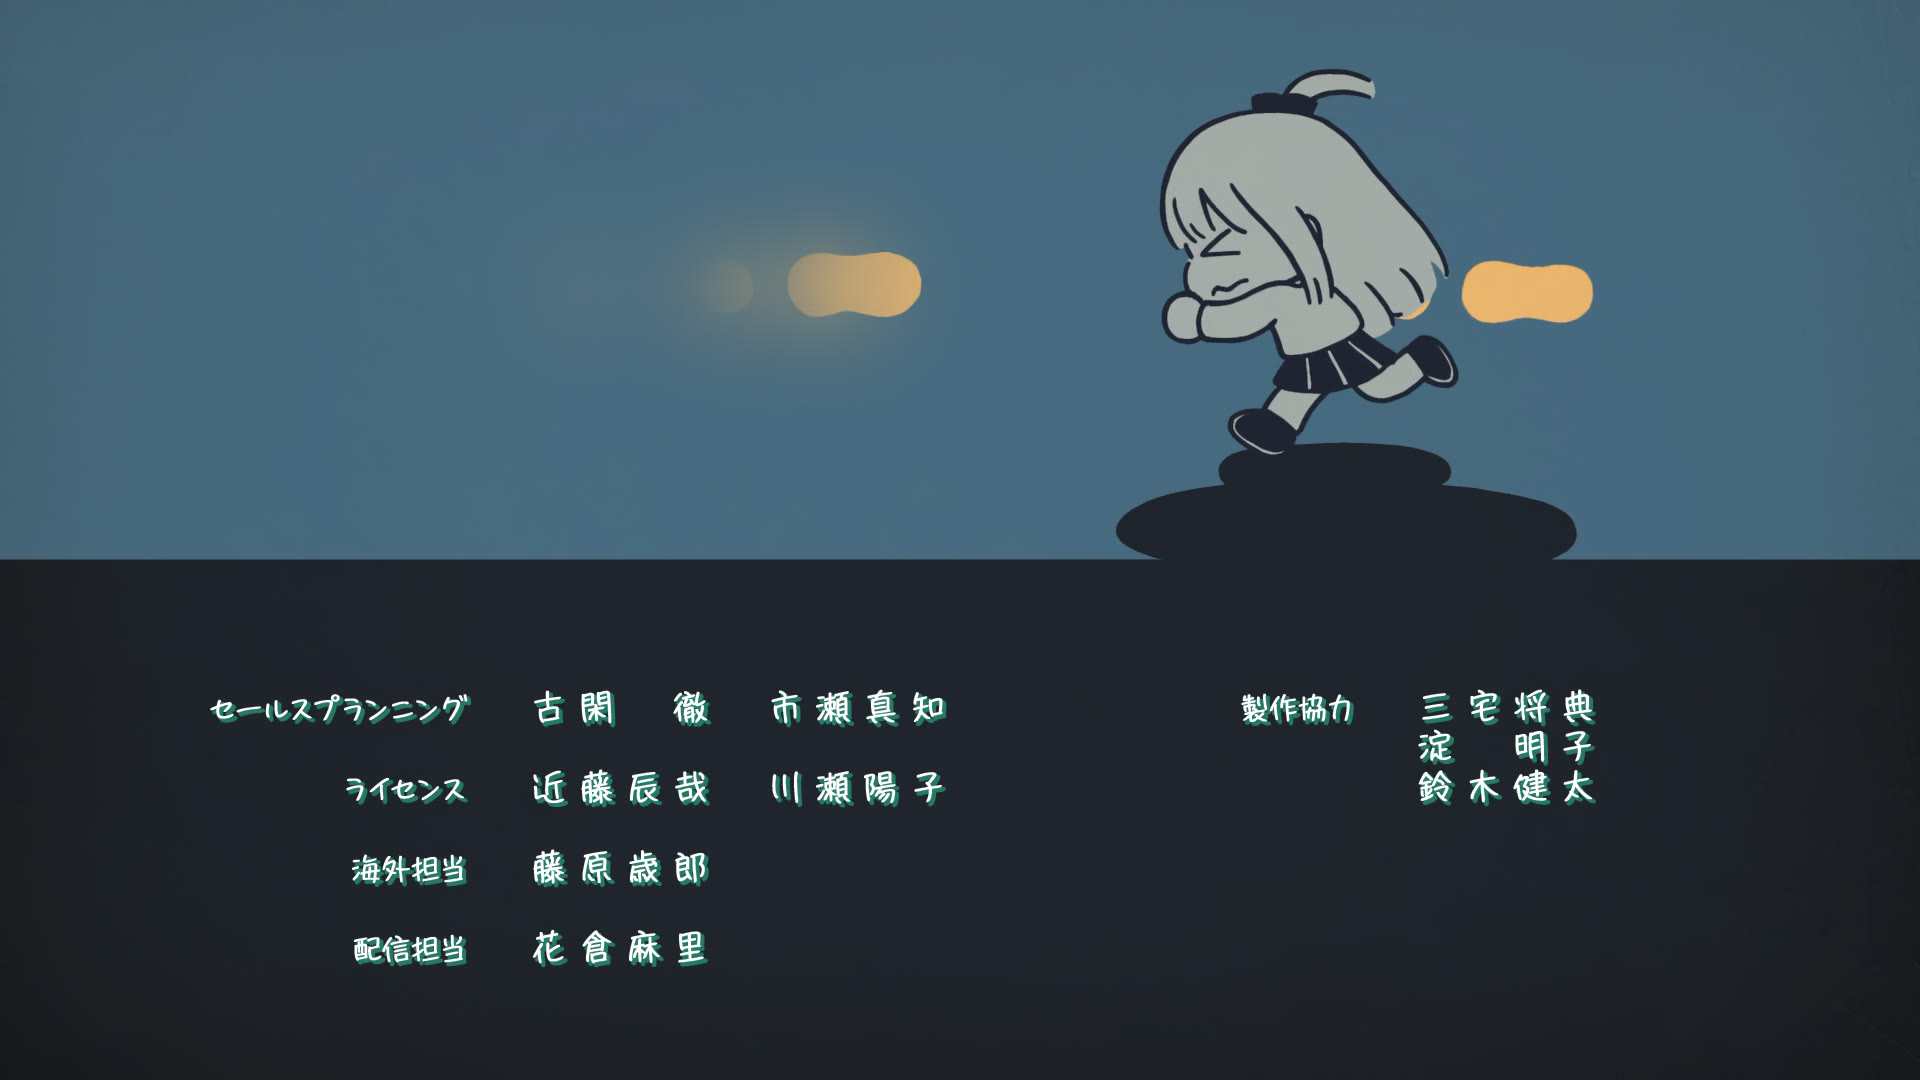 セールスプランニング 古閑 徹 市瀬真知
ライセンス 近藤辰哉 川瀬陽子
海外担当 藤原歳郎
配信担当 花倉麻里
製作協力 三宅将典
淀 明子
鈴木健太